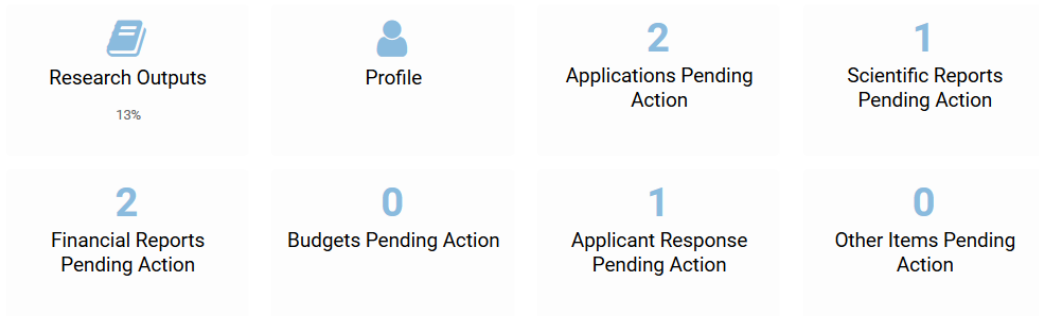 Research Outputs
13%
Profile
2
Applications Pending
Action
1
Scientific Reports
Pending Action
2
Financial Reports
Pending Action
0
Budgets Pending Action
1
Applicant Response
Pending Action
0
Other Items Pending
Action